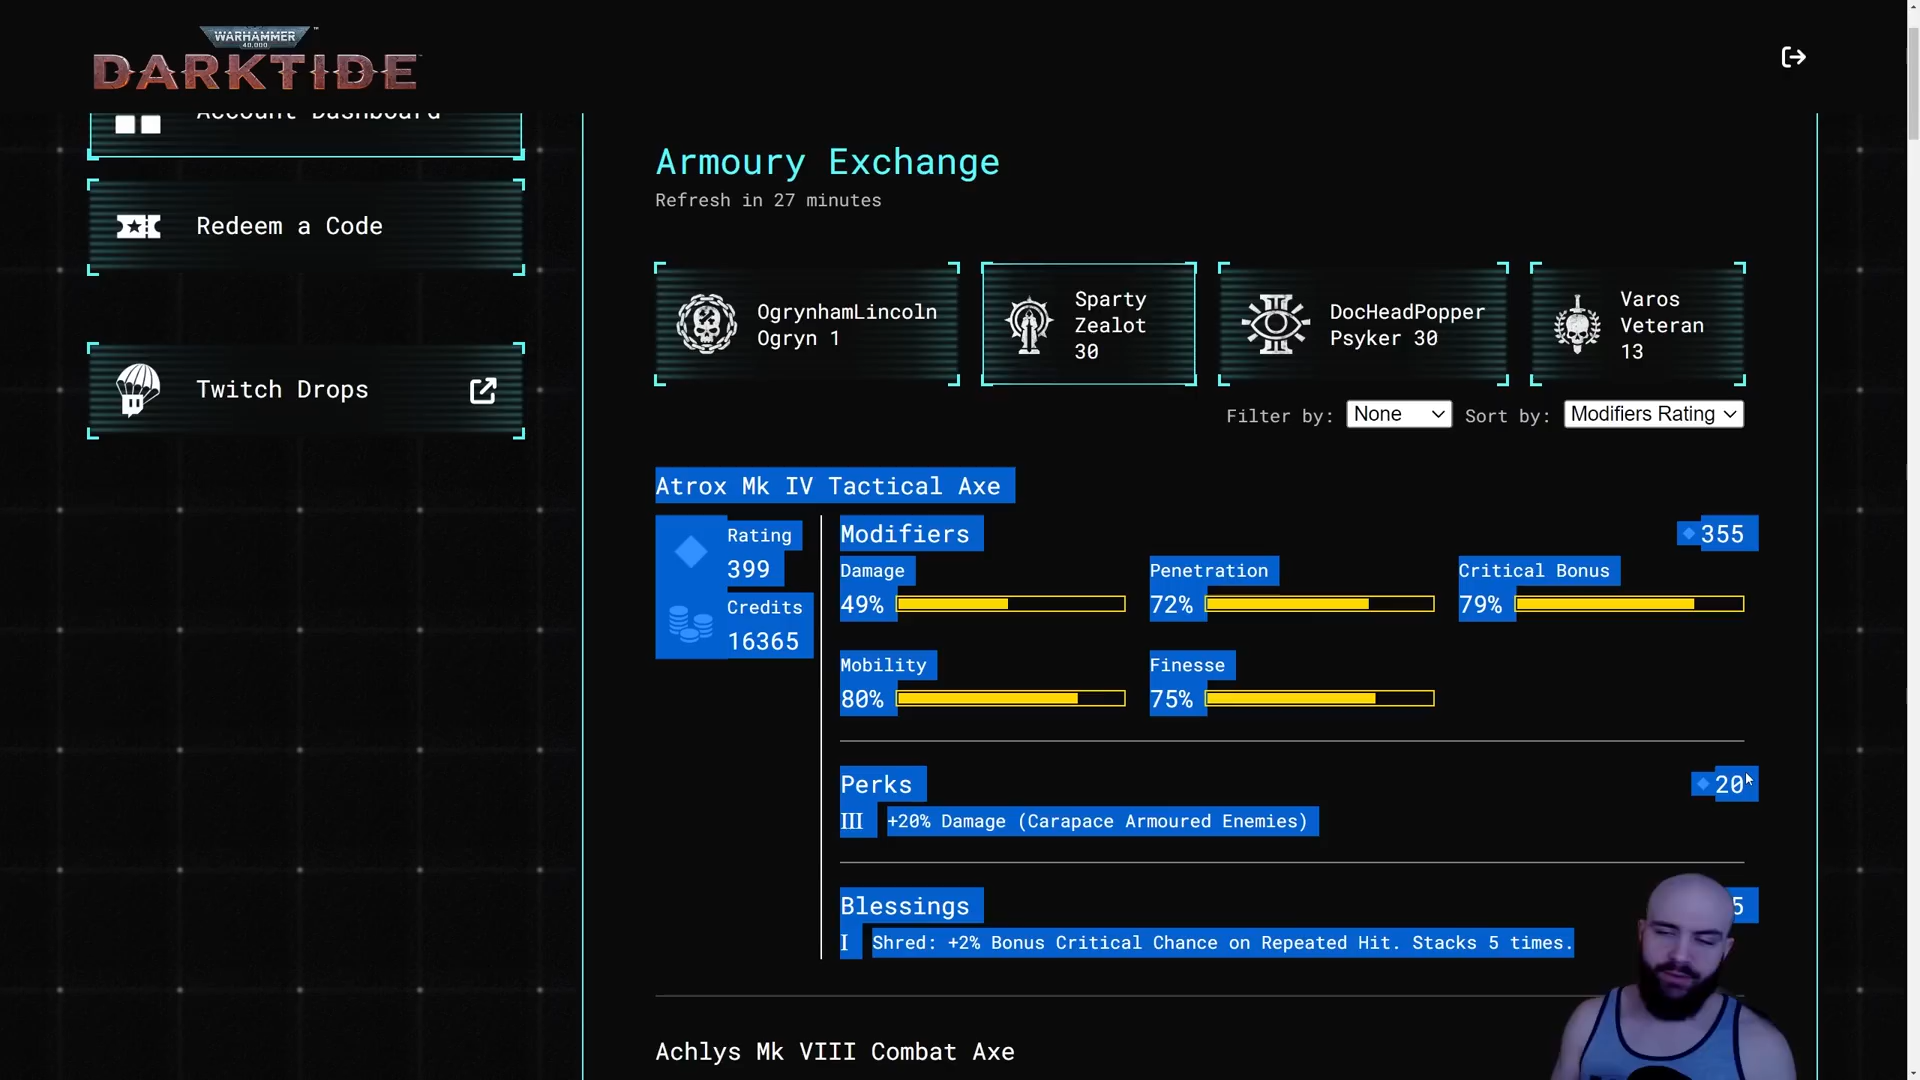 WARHAMMER
40,000
DARKTIDE
Account Dashboard
Redeem a Code
Twitch Drops
Armoury Exchange
Refresh in 27 minutes
OgrynhamLincoln
Ogryn 1
Sparty
Zealot
30
DocHeadPopper
Psyker 30
Varos
Veteran
13
Filter by: None Sort by: Modifiers Rating
Atrox Mk IV Tactical Axe
Rating
399
Credits
16365
Modifiers 355
Damage Penetration Critical Bonus
49% 72% 79%
Mobility Finesse
80% 75%
Perks 20
III +20% Damage (Carapace Armoured Enemies)
Blessings 5
I Shred: +2% Bonus Critical Chance on Repeated Hit. Stacks 5 times.
Achlys Mk VIII Combat Axe